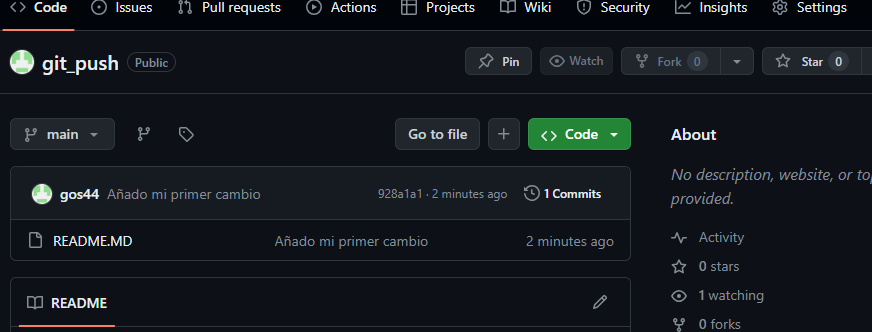 Code Issues Pull requests Actions Projects Wiki Security Insights Settings
git_push Public Pin Watch Fork 0 Star 0
main Go to file Code
gos44 Añado mi primer cambio 928a1a1 · 2 minutes ago 1 Commits
README.MD Añado mi primer cambio 2 minutes ago
README
About
No description, website, or top
provided.
Activity
0 stars
1 watching
0 forks